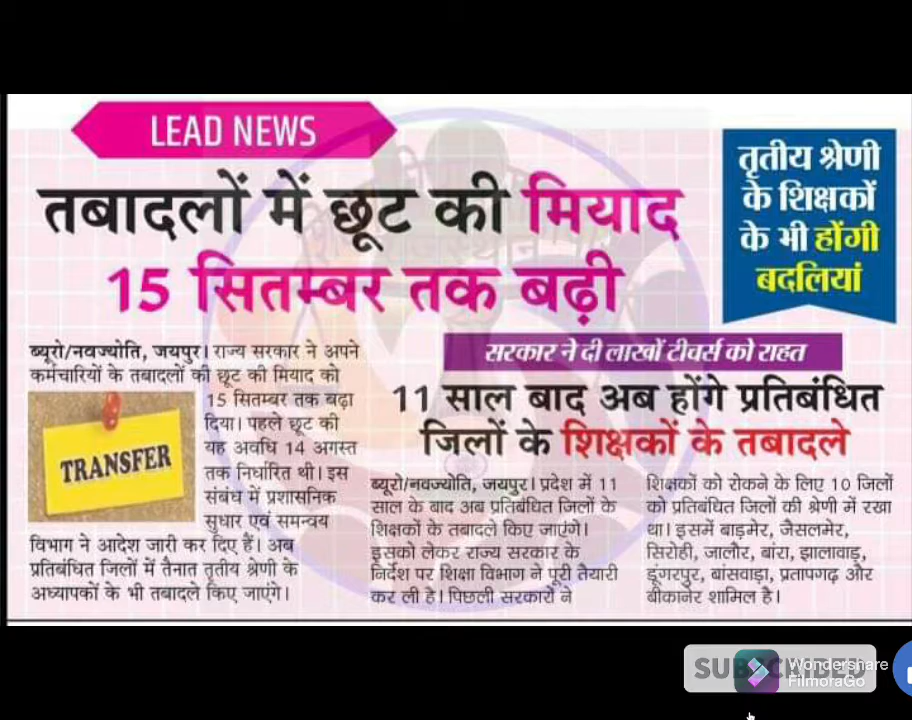 LEAD NEWS
तबादलों में छूट की मियाद
15 सितम्बर तक बढ़ी
तृतीय श्रेणी
के शिक्षकों
के भी होंगी
बदलियां
ब्यूरो/नवज्योति, जयपुर। राज्य सरकार ने अपने
कर्मचारियों के तबादलों की छूट की मियाद को
15 सितम्बर तक बढ़ा
दिया। पहले छूट की
यह अवधि 14 अगस्त
तक निर्धारित थी। इस
संबंध में प्रशासनिक
सुधार एवं समन्वय
विभाग ने आदेश जारी कर दिए हैं। अब
प्रतिबंधित जिलों में तैनात तृतीय श्रेणी के
अध्यापकों के भी तबादले किए जाएंगे।
TRANSFER
सरकार ने दी लाखों टीचर्स को राहत
11 साल बाद अब होंगे प्रतिबंधित
जिलों के शिक्षकों के तबादले
ब्यूरो/नवज्योति, जयपुर। प्रदेश में 11
साल के बाद अब प्रतिबंधित जिलों के
शिक्षकों के तबादले किए जाएंगे।
इसको लेकर राज्य सरकार के
निर्देश पर शिक्षा विभाग ने पूरी तैयारी
कर ली है। पिछली सरकारों ने
शिक्षकों को रोकने के लिए 10 जिलों
को प्रतिबंधित जिलों की श्रेणी में रखा
था। इसमें बाड़मेर, जैसलमेर,
सिरोही, जालौर, बांरा, झालावाड़,
डूंगरपुर, बांसवाड़ा, प्रतापगढ़ और
बीकानेर शामिल है।
SUBSCRIBED
Wondershare
FilmoraGo